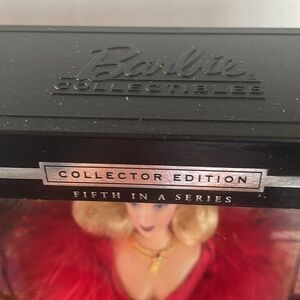 Barbie
COLLECTIBLES
COLLECTOR EDITION
FIFTH IN A SERIES